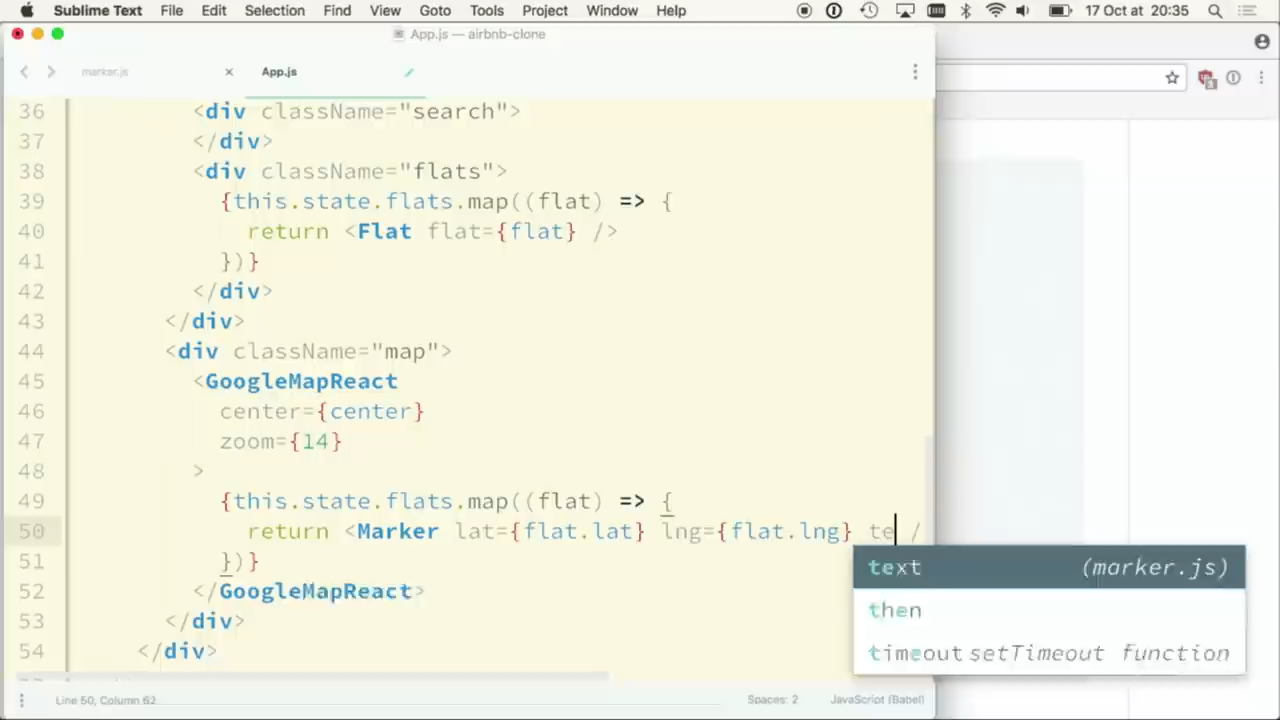 Sublime Text File Edit Selection Find View Goto Tools Project Window Help 17 Oct at 20:35
App.js — airbnb-clone
marker.js × App.js
36 <div className="search">
37 </div>
38 <div className="flats">
39 {this.state.flats.map((flat) => {
40 return <Flat flat={flat} />
41 })}
42 </div>
43 </div>
44 <div className="map">
45 <GoogleMapReact
46 center={center}
47 zoom={14}
48 >
49 {this.state.flats.map((flat) => {
50 return <Marker lat={flat.lat} lng={flat.lng} te /
51 })}
52 </GoogleMapReact>
53 </div>
54 </div>
text (marker.js)
then
timeout setTimeout function
Line 50, Column 62 Spaces: 2 JavaScript (Babel)